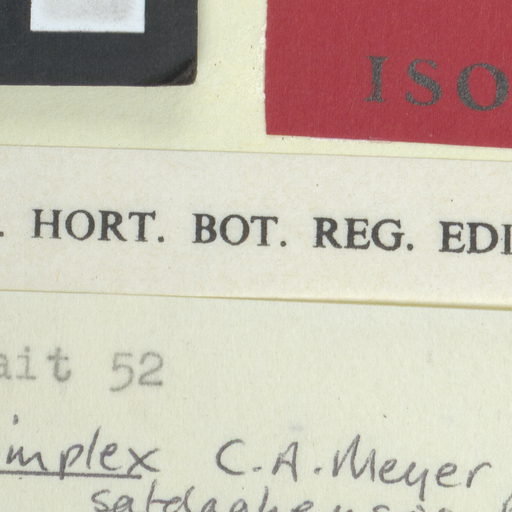 ISO
. HORT. BOT. REG. EDI
ait 52
implex C.A. Meyer